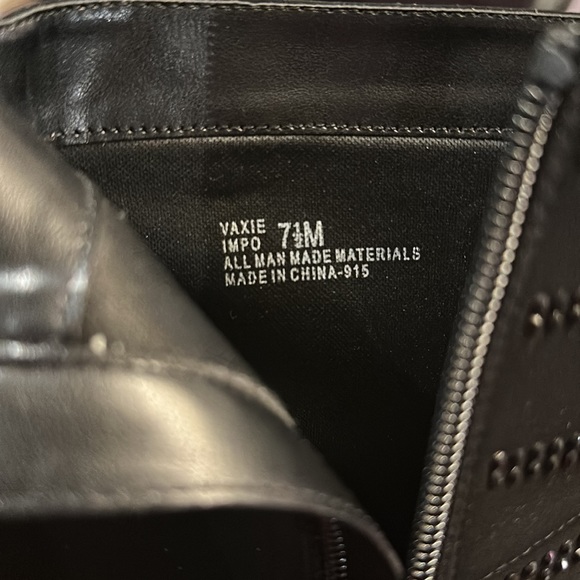 VAXIE
IMPO 7½M
ALL MAN MADE MATERIALS
MADE IN CHINA-915